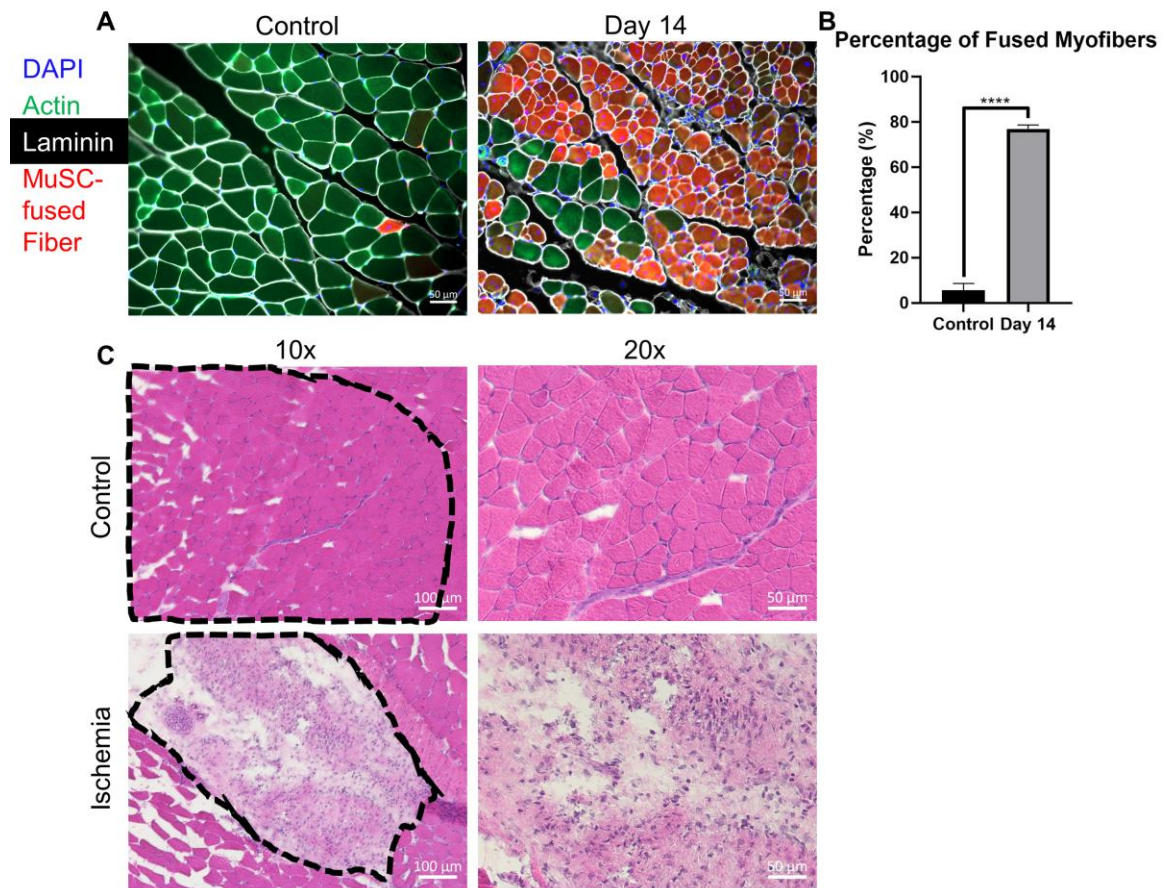 A
Control
Day 14
DAPI
Actin
Laminin
MuSC-
fused
Fiber
50 µm
50 µm
B
Percentage of Fused Myofibers
Percentage (%)
100
80
60
40
20
0
****
Control Day 14
C
10x
20x
Control
100 µm
50 µm
Ischemia
100 µm
50 µm